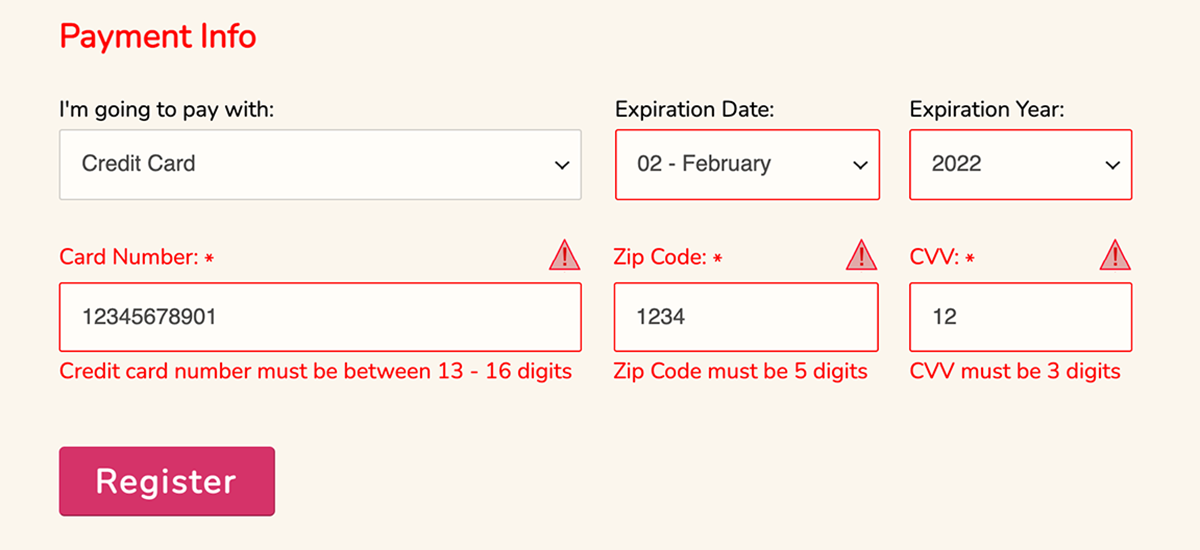 Payment Info
I'm going to pay with: Expiration Date: Expiration Year:
Credit Card 02 - February 2022
Card Number: * Zip Code: * CVV: *
12345678901 1234 12
Credit card number must be between 13 - 16 digits Zip Code must be 5 digits CVV must be 3 digits
Register